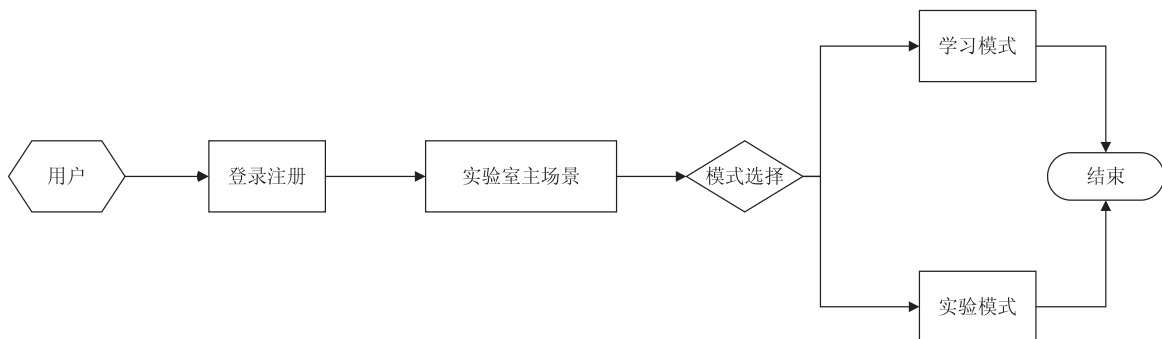 用户
登录注册
实验室主场景
模式选择
学习模式
实验模式
结束